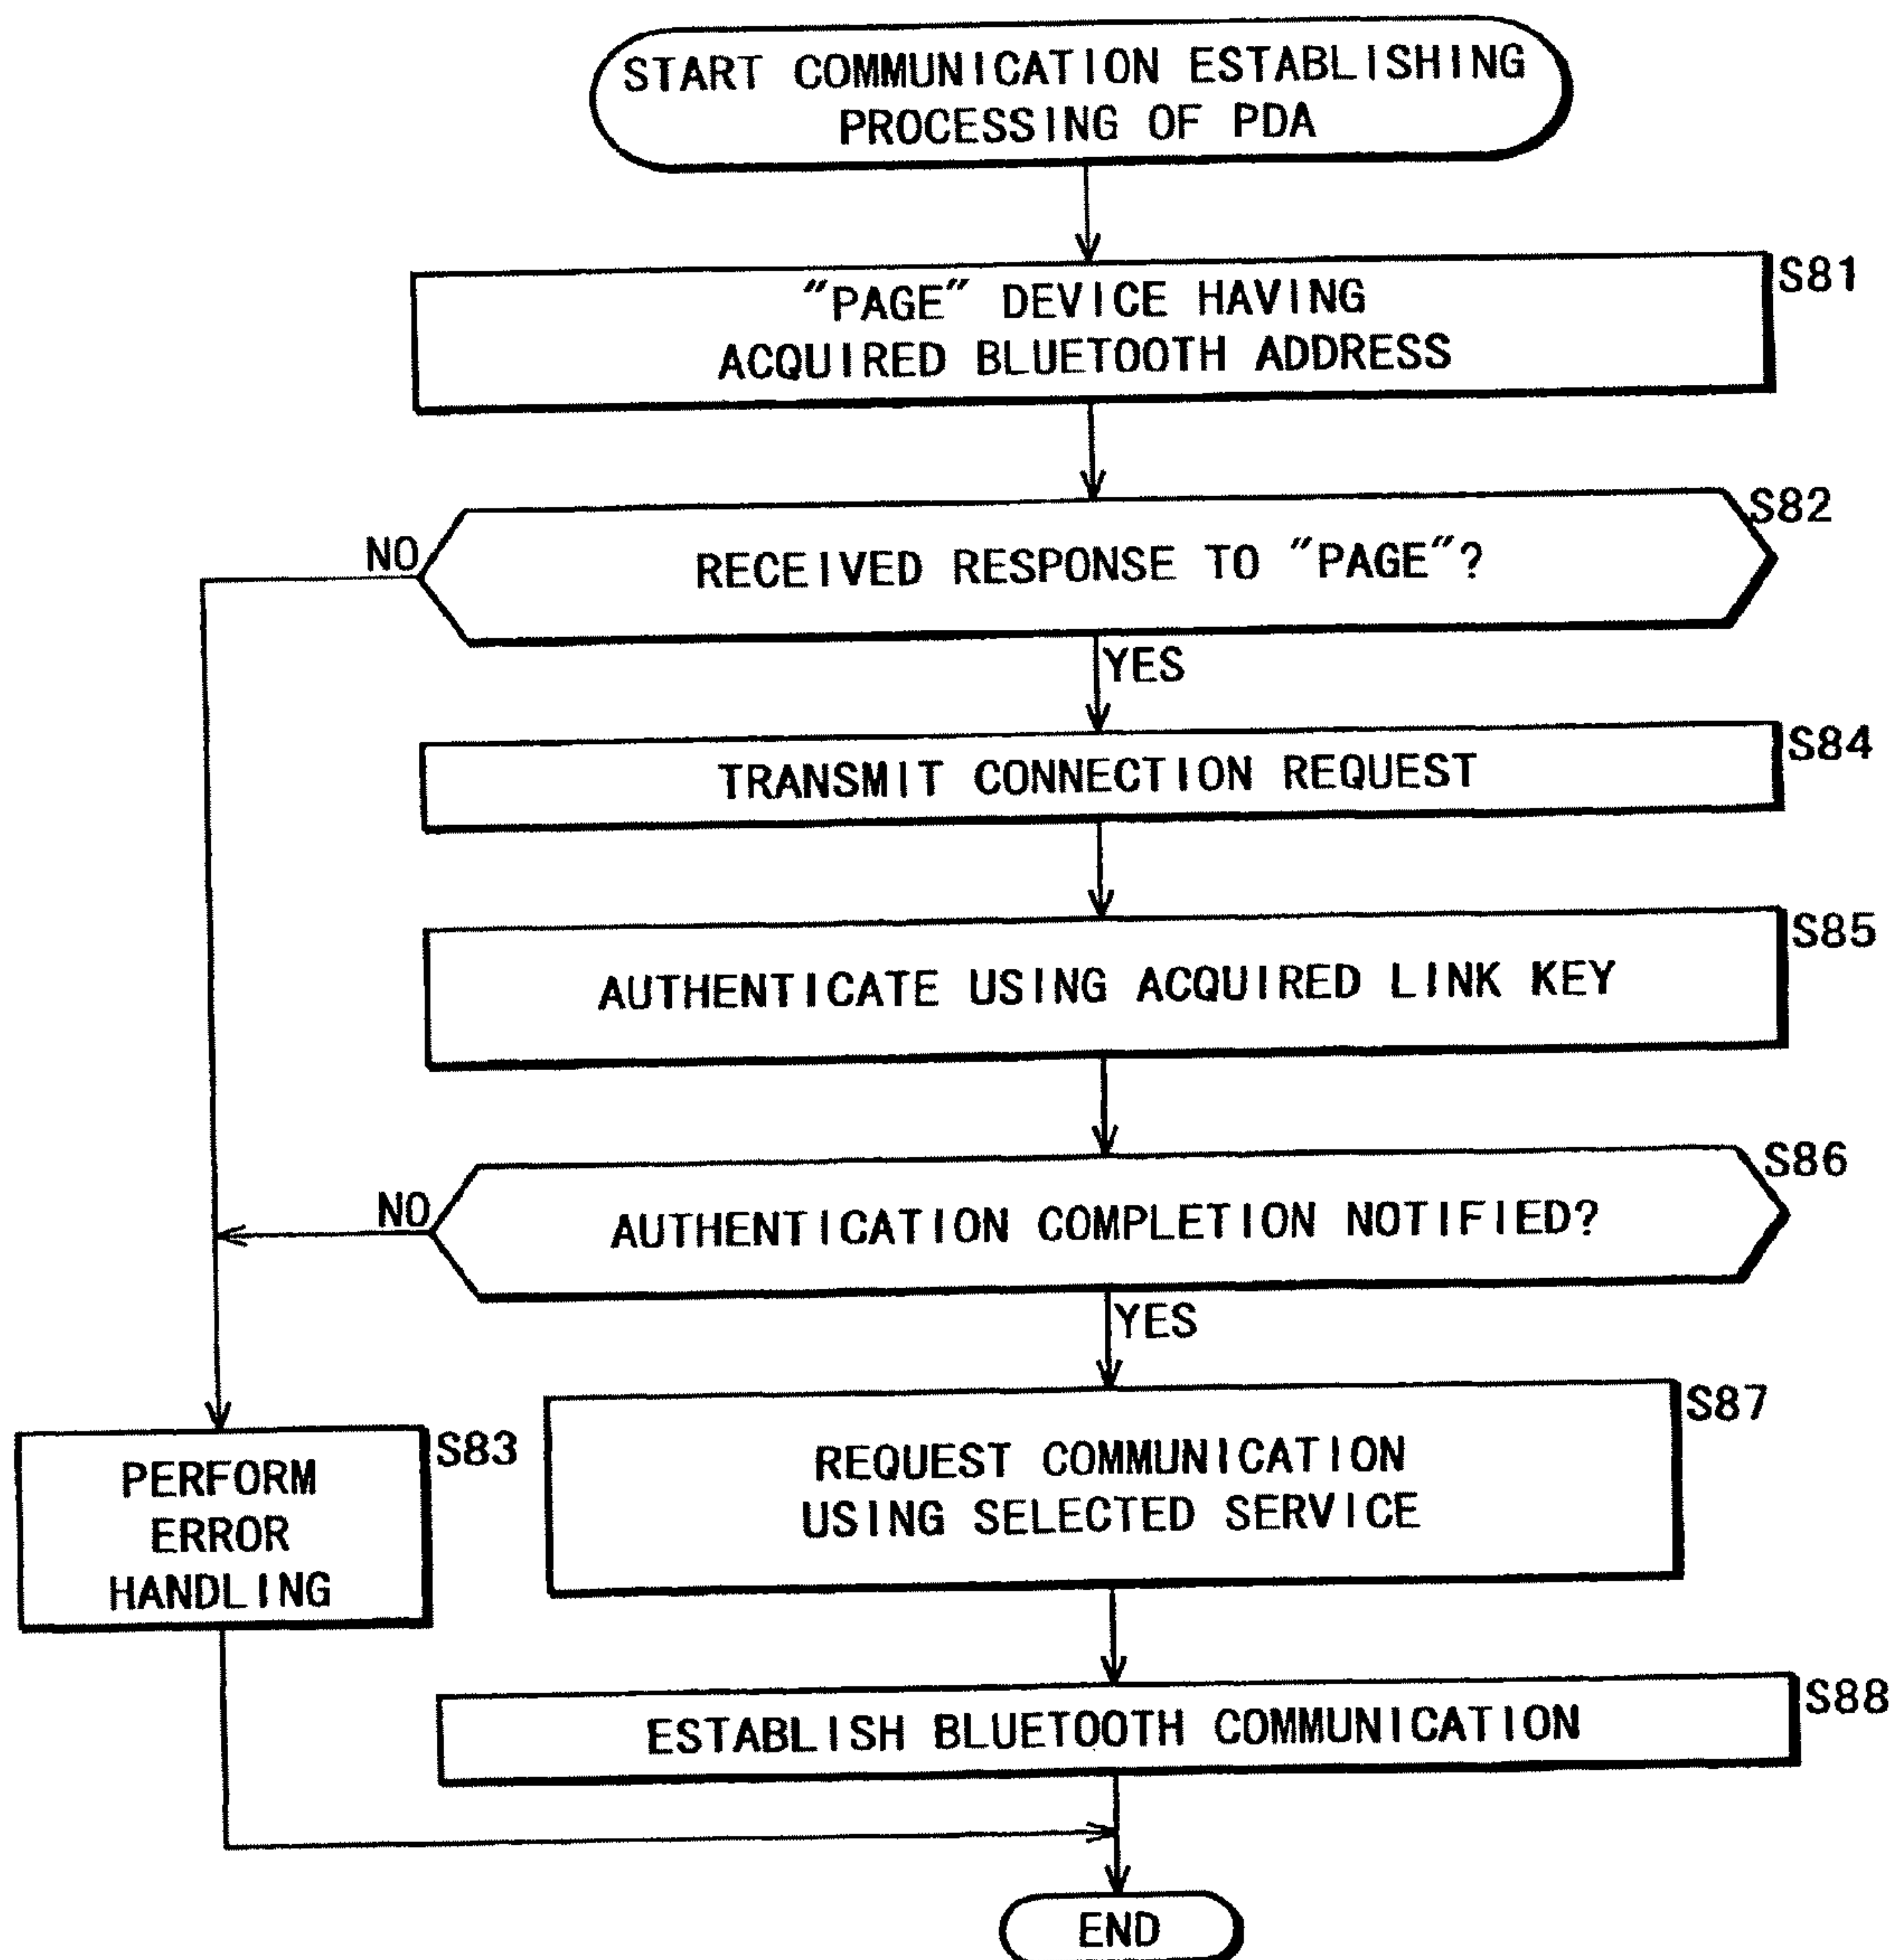 START COMMUNICATION ESTABLISHING
PROCESSING OF PDA
"PAGE" DEVICE HAVING
ACQUIRED BLUETOOTH ADDRESS
S81
RECEIVED RESPONSE TO "PAGE"?
S82
NO
YES
TRANSMIT CONNECTION REQUEST
S84
AUTHENTICATE USING ACQUIRED LINK KEY
S85
AUTHENTICATION COMPLETION NOTIFIED?
S86
NO
YES
PERFORM
ERROR
HANDLING
S83
REQUEST COMMUNICATION
USING SELECTED SERVICE
S87
ESTABLISH BLUETOOTH COMMUNICATION
S88
END